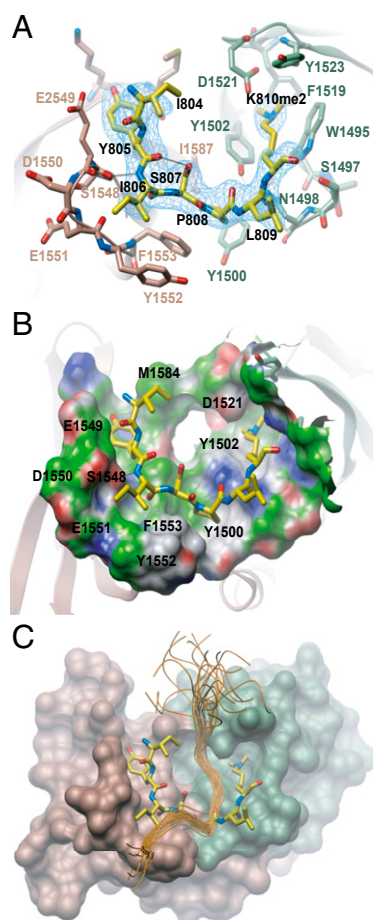 A
Y1523
D1521
F1519
K810me2
I804
E2549
Y1502
W1495
Y805
I1587
D1550
S1497
S807
S1548
I806
N1498
P808
L809
E1551
F1553
Y1500
Y1552
B
M1584
D1521
E1549
Y1502
D1550
S1548
E1551
F1553
Y1500
Y1552
C